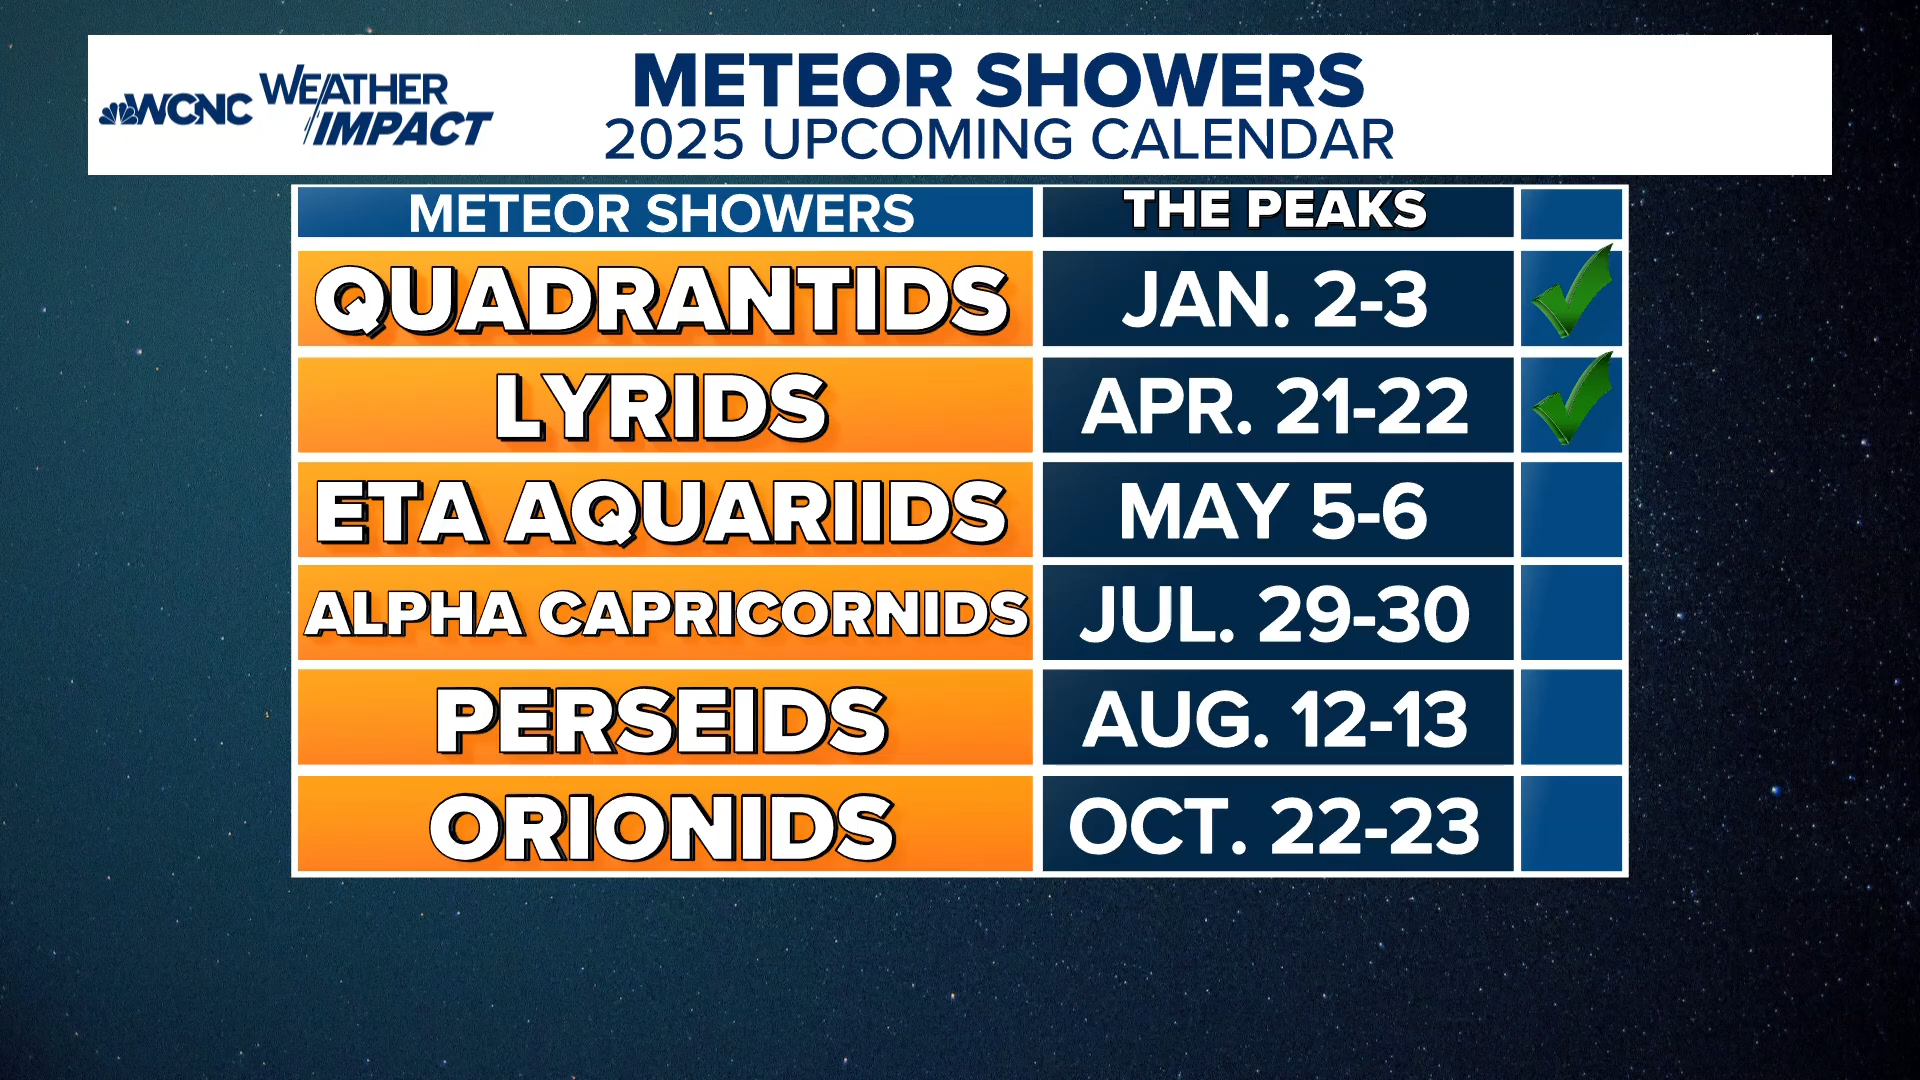 WCNC WEATHER IMPACT
METEOR SHOWERS
2025 UPCOMING CALENDAR
METEOR SHOWERS THE PEAKS
QUADRANTIDS JAN. 2-3
LYRIDS APR. 21-22
ETA AQUARIIDS MAY 5-6
ALPHA CAPRICORNIDS JUL. 29-30
PERSEIDS AUG. 12-13
ORIONIDS OCT. 22-23